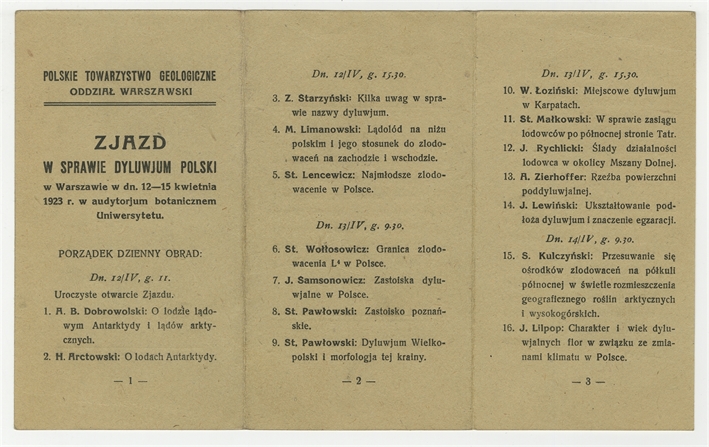 POLSKIE TOWARZYSTWO GEOLOGICZNE
ODDZIAŁ WARSZAWSKI
ZJAZD
W SPRAWIE DYLUWJUM POLSKI
w Warszawie w dn. 12—15 kwietnia
1923 r. w audytorjum botanicznem
Uniwersytetu.
PORZĄDEK DZIENNY OBRAD:
Dn. 12/IV, g. 11.
Uroczyste otwarcie Zjazdu.
1. A. B. Dobrowolski: O lodzie lądo-
wym Antarktydy i lądów arkty-
cznych.
2. H. Arctowski: O lodach Antarktydy.
— 1 —
Dn. 12/IV, g. 15.30.
3. Z. Starzyński: Kilka uwag w spra-
wie nazwy dyluwjum.
4. M. Limanowski: Lądolód na niżu
polskim i jego stosunek do zlodo-
waceń na zachodzie i wschodzie.
5. St. Lencewicz: Najmłodsze zlodo-
wacenie w Polsce.
Dn. 13/IV, g. 9.30.
6. St. Wołłosowicz: Granica zlodo-
wacenia L⁴ w Polsce.
7. J. Samsonowicz: Zastoiska dylu-
wjalne w Polsce.
8. St. Pawłowski: Zastoisko poznań-
skie.
9. St. Pawłowski: Dyluwjum Wielko-
polski i morfologja tej krainy.
— 2 —
Dn. 13/IV, g. 15.30.
10. W. Łoziński: Miejscowe dyluwjum
w Karpatach.
11. St. Małkowski: W sprawie zasiągu
lodowców po północnej stronie Tatr.
12. J. Rychlicki: Ślady działalności
lodowca w okolicy Mszany Dolnej.
13. A. Zierhoffer: Rzeźba powierzchni
poddyluwjalnej.
14. J. Lewiński: Ukształtowanie pod-
łoża dyluwjum i znaczenie egzaracji.
Dn. 14/IV, g. 9.30.
15. S. Kulczyński: Przesuwanie się
ośrodków zlodowaceń na półkuli
północnej w świetle rozmieszczenia
geograficznego roślin arktycznych
i wysokogórskich.
16. J. Lilpop: Charakter i wiek dylu-
wjalnych flor w związku ze zmia-
nami klimatu w Polsce.
— 3 —